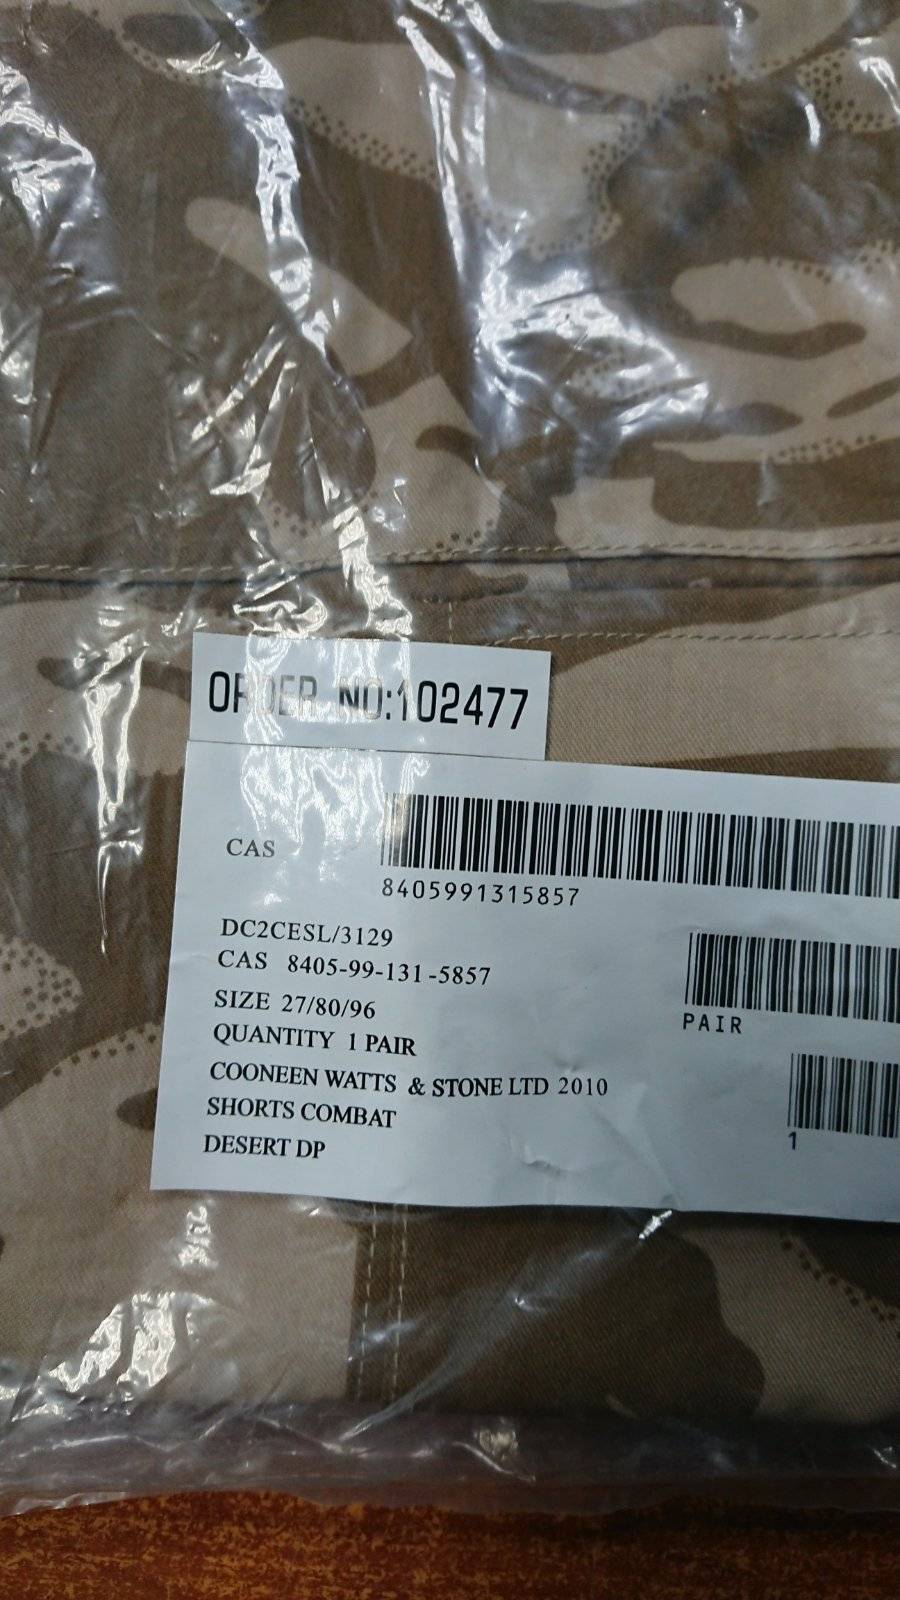 ORDER NO:102477
CAS
8405991315857
DC2CESL/3129
CAS 8405-99-131-5857
SIZE 27/80/96
PAIR
QUANTITY 1 PAIR
COONEEN WATTS & STONE LTD 2010
SHORTS COMBAT
1
DESERT DP